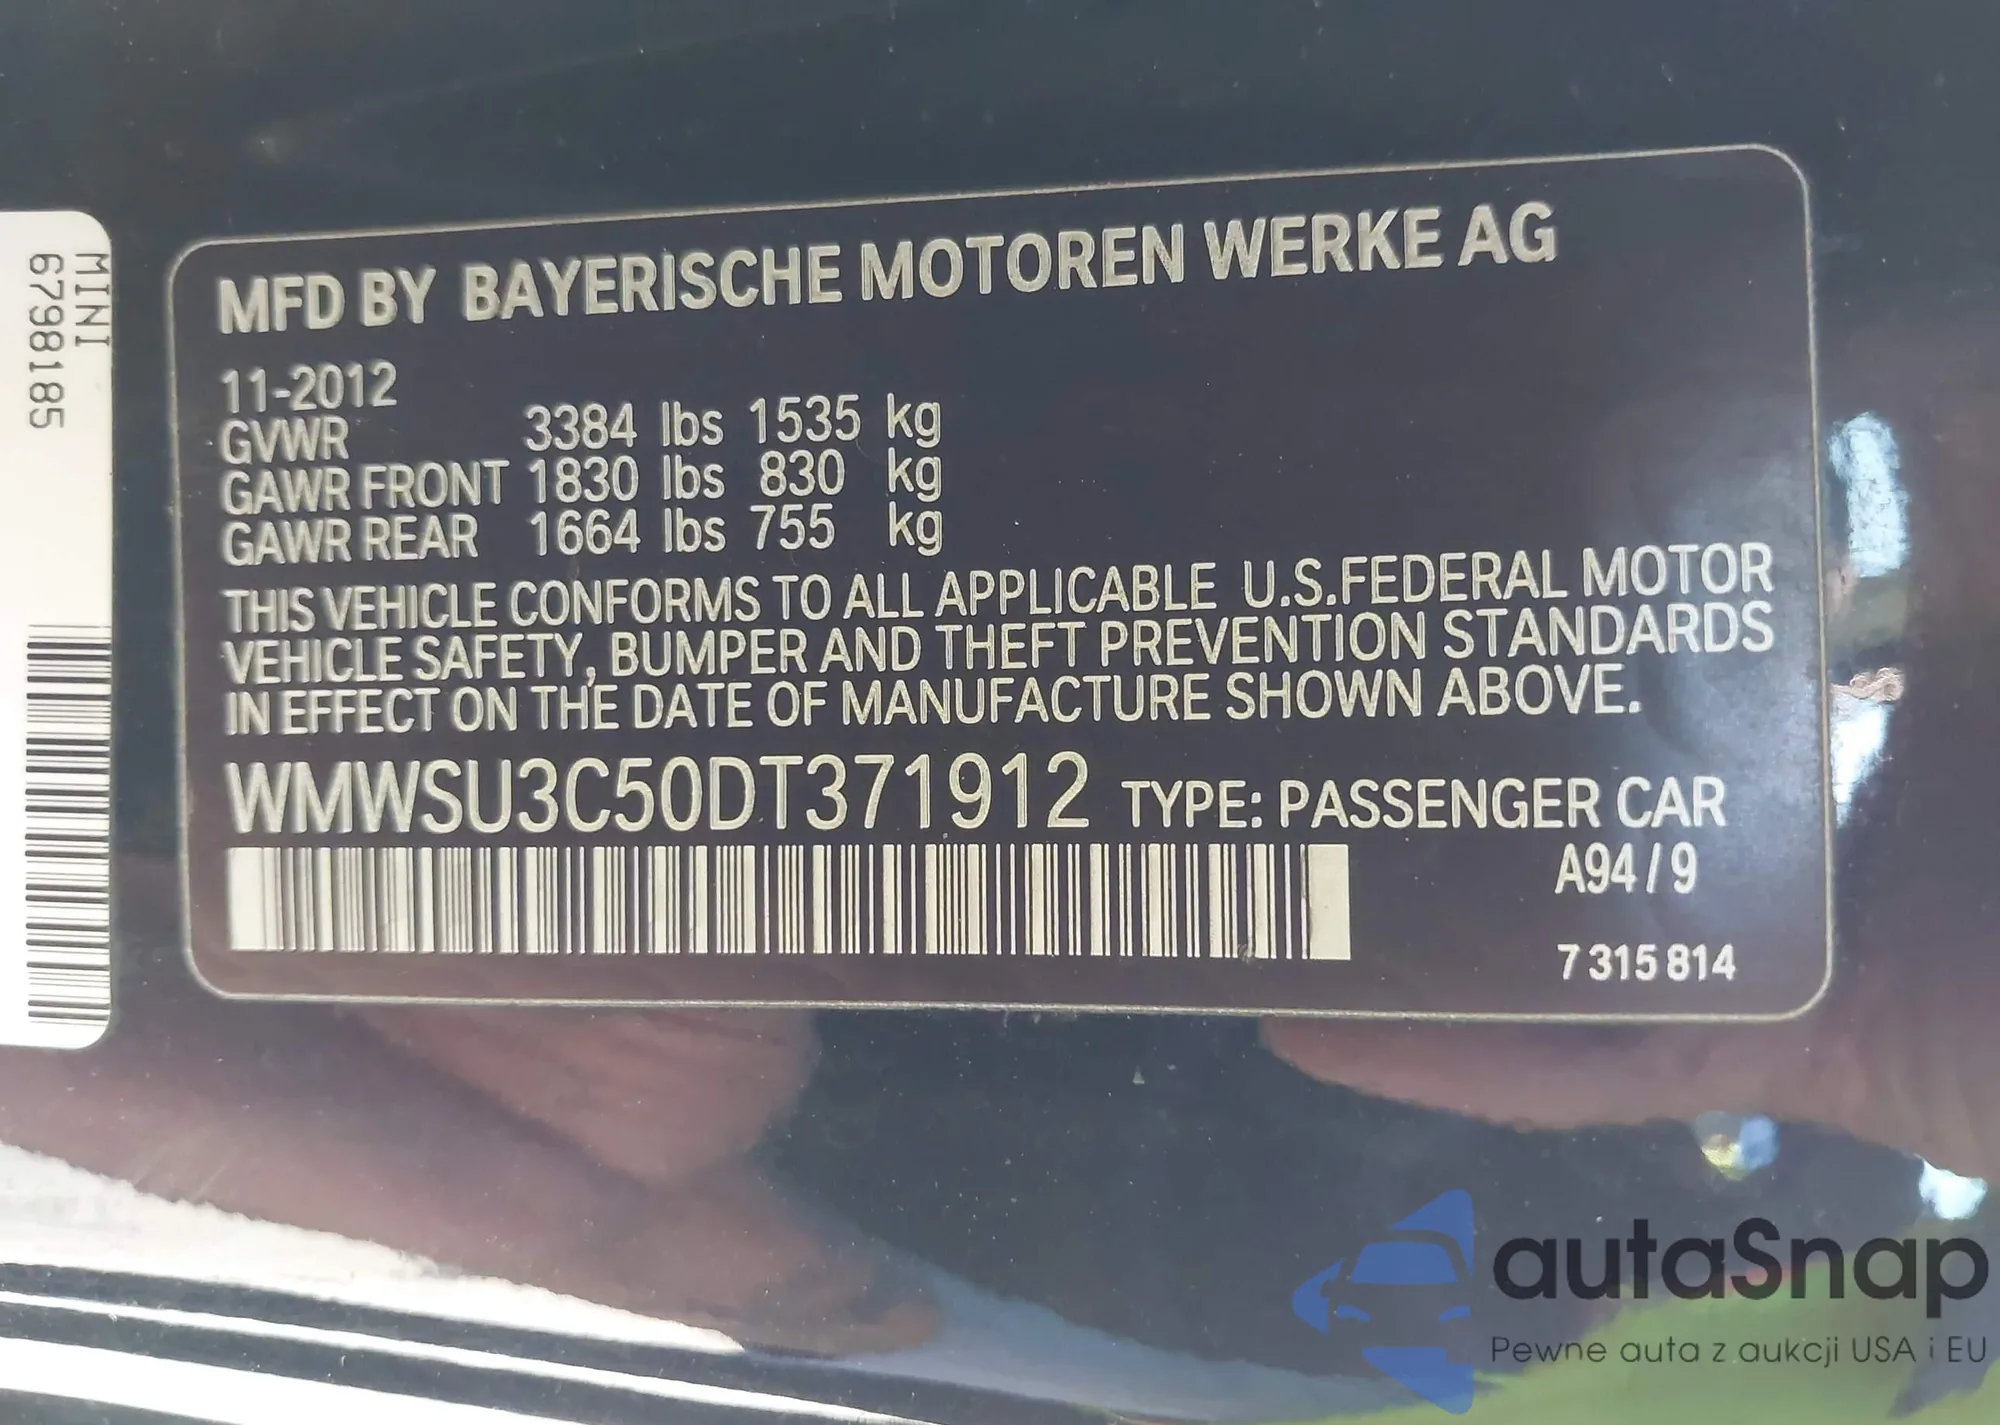 MINI
6798185
MFD BY BAYERISCHE MOTOREN WERKE AG
11-2012
GVWR 3384 lbs 1535 kg
GAWR FRONT 1830 lbs 830 kg
GAWR REAR 1664 lbs 755 kg
THIS VEHICLE CONFORMS TO ALL APPLICABLE U.S.FEDERAL MOTOR
VEHICLE SAFETY, BUMPER AND THEFT PREVENTION STANDARDS
IN EFFECT ON THE DATE OF MANUFACTURE SHOWN ABOVE.
WMWSU3C50DT371912 TYPE: PASSENGER CAR
A94/9
7 315 814
autaSnap
Pewne auta z aukcji USA i EU